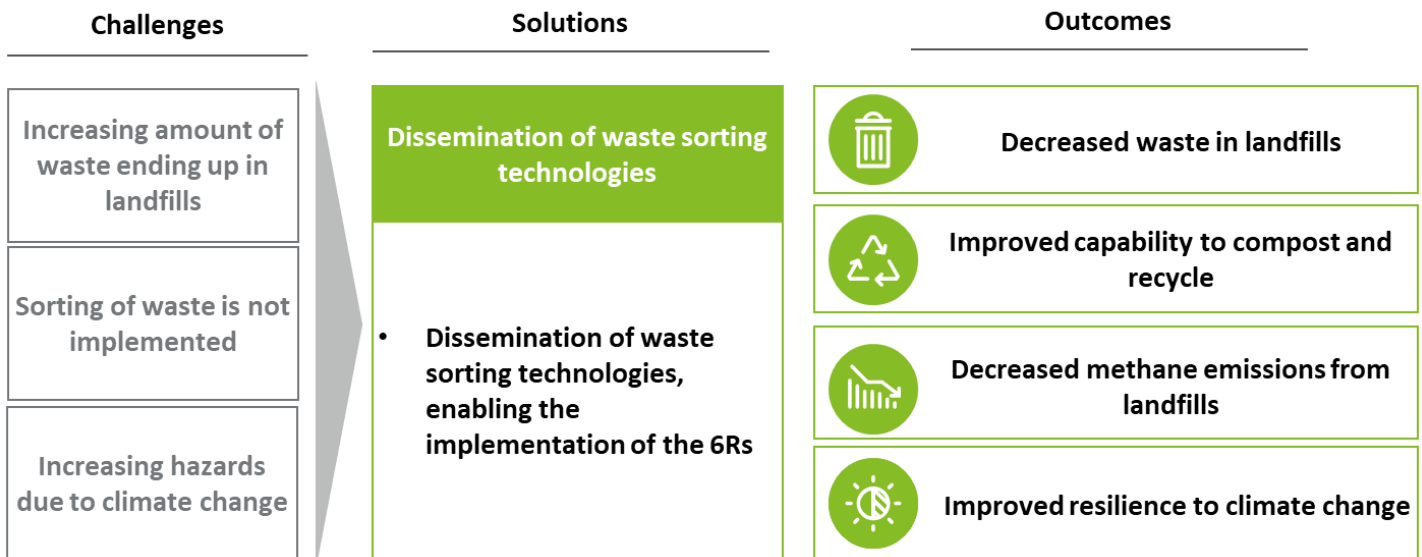 Challenges
Solutions
Outcomes
Increasing amount of
waste ending up in
landfills
Sorting of waste is not
implemented
Increasing hazards
due to climate change
Dissemination of waste sorting
technologies
• Dissemination of waste
sorting technologies,
enabling the
implementation of the 6Rs
Decreased waste in landfills
Improved capability to compost and
recycle
Decreased methane emissions from
landfills
Improved resilience to climate change